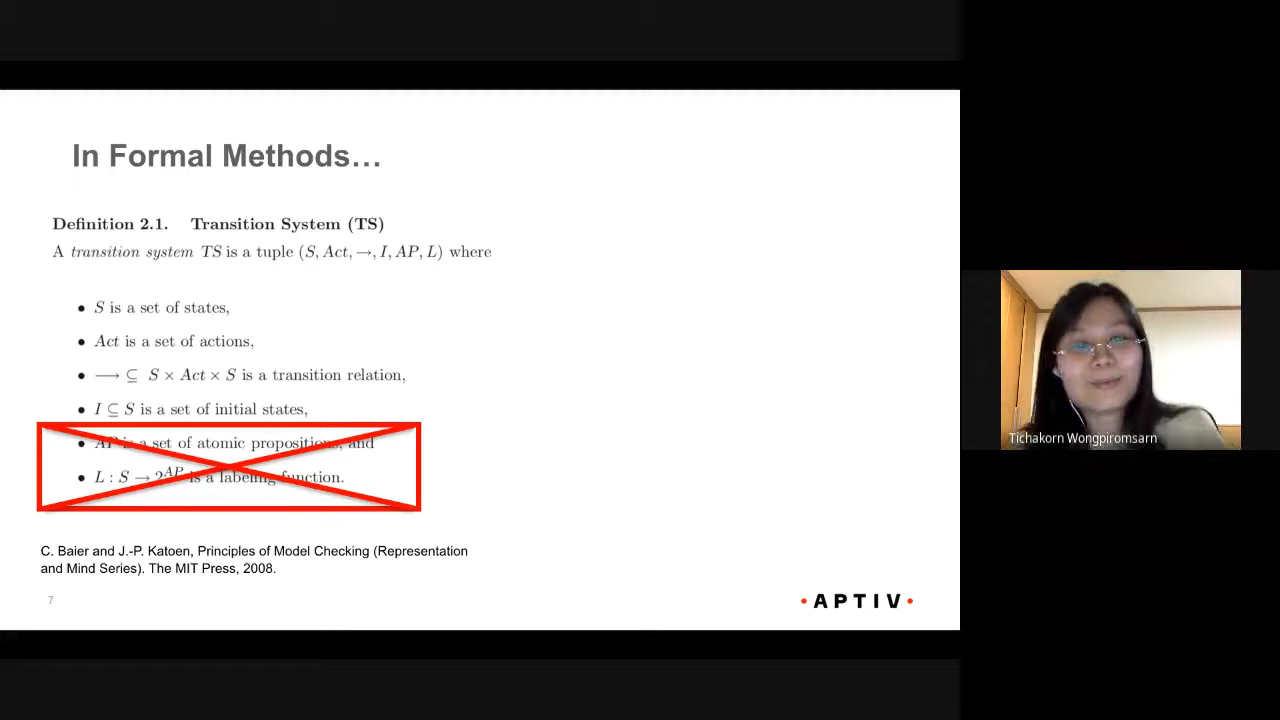 In Formal Methods…
Definition 2.1. Transition System (TS)
A transition system TS is a tuple (S, Act, →, I, AP, L) where
• S is a set of states,
• Act is a set of actions,
• ⟶ ⊆ S × Act × S is a transition relation,
• I ⊆ S is a set of initial states,
• AP is a set of atomic propositions, and
• L : S → 2^AP is a labeling function.
C. Baier and J.-P. Katoen, Principles of Model Checking (Representation
and Mind Series). The MIT Press, 2008.
7
• APTIV •
Tichakorn Wongpiromsarn